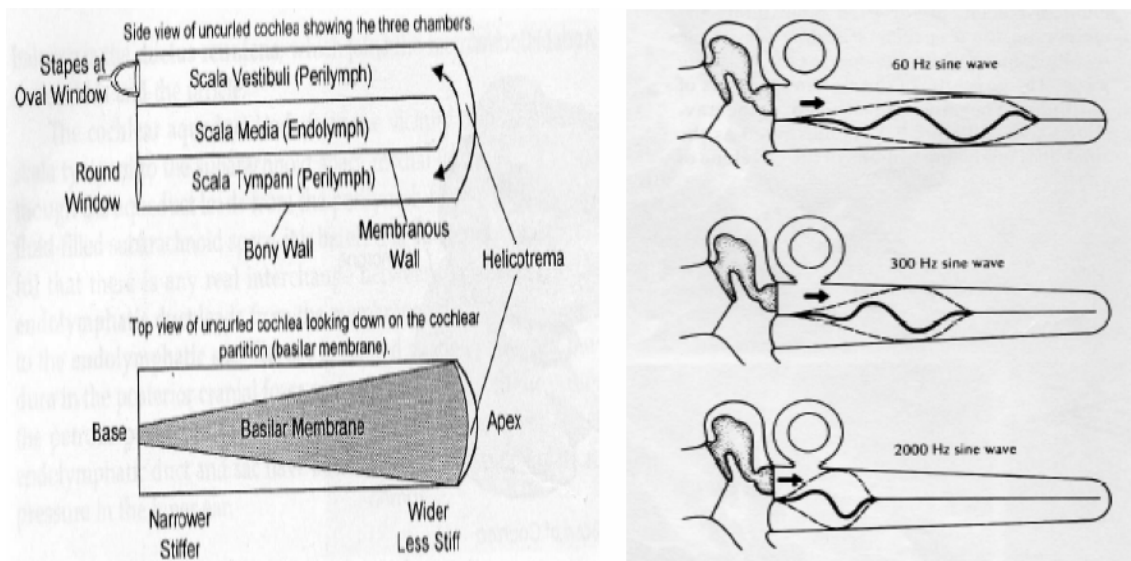 Side view of uncurled cochlea showing the three chambers.
Stapes at
Oval Window
Scala Vestibuli (Perilymph)
Scala Media (Endolymph)
Round
Window
Scala Tympani (Perilymph)
Bony Wall
Membranous
Wall
Helicotrema
Top view of uncurled cochlea looking down on the cochlear
partition (basilar membrane).
Base
Basilar Membrane
Apex
Narrower
Stiffer
Wider
Less Stiff
60 Hz sine wave
300 Hz sine wave
2000 Hz sine wave